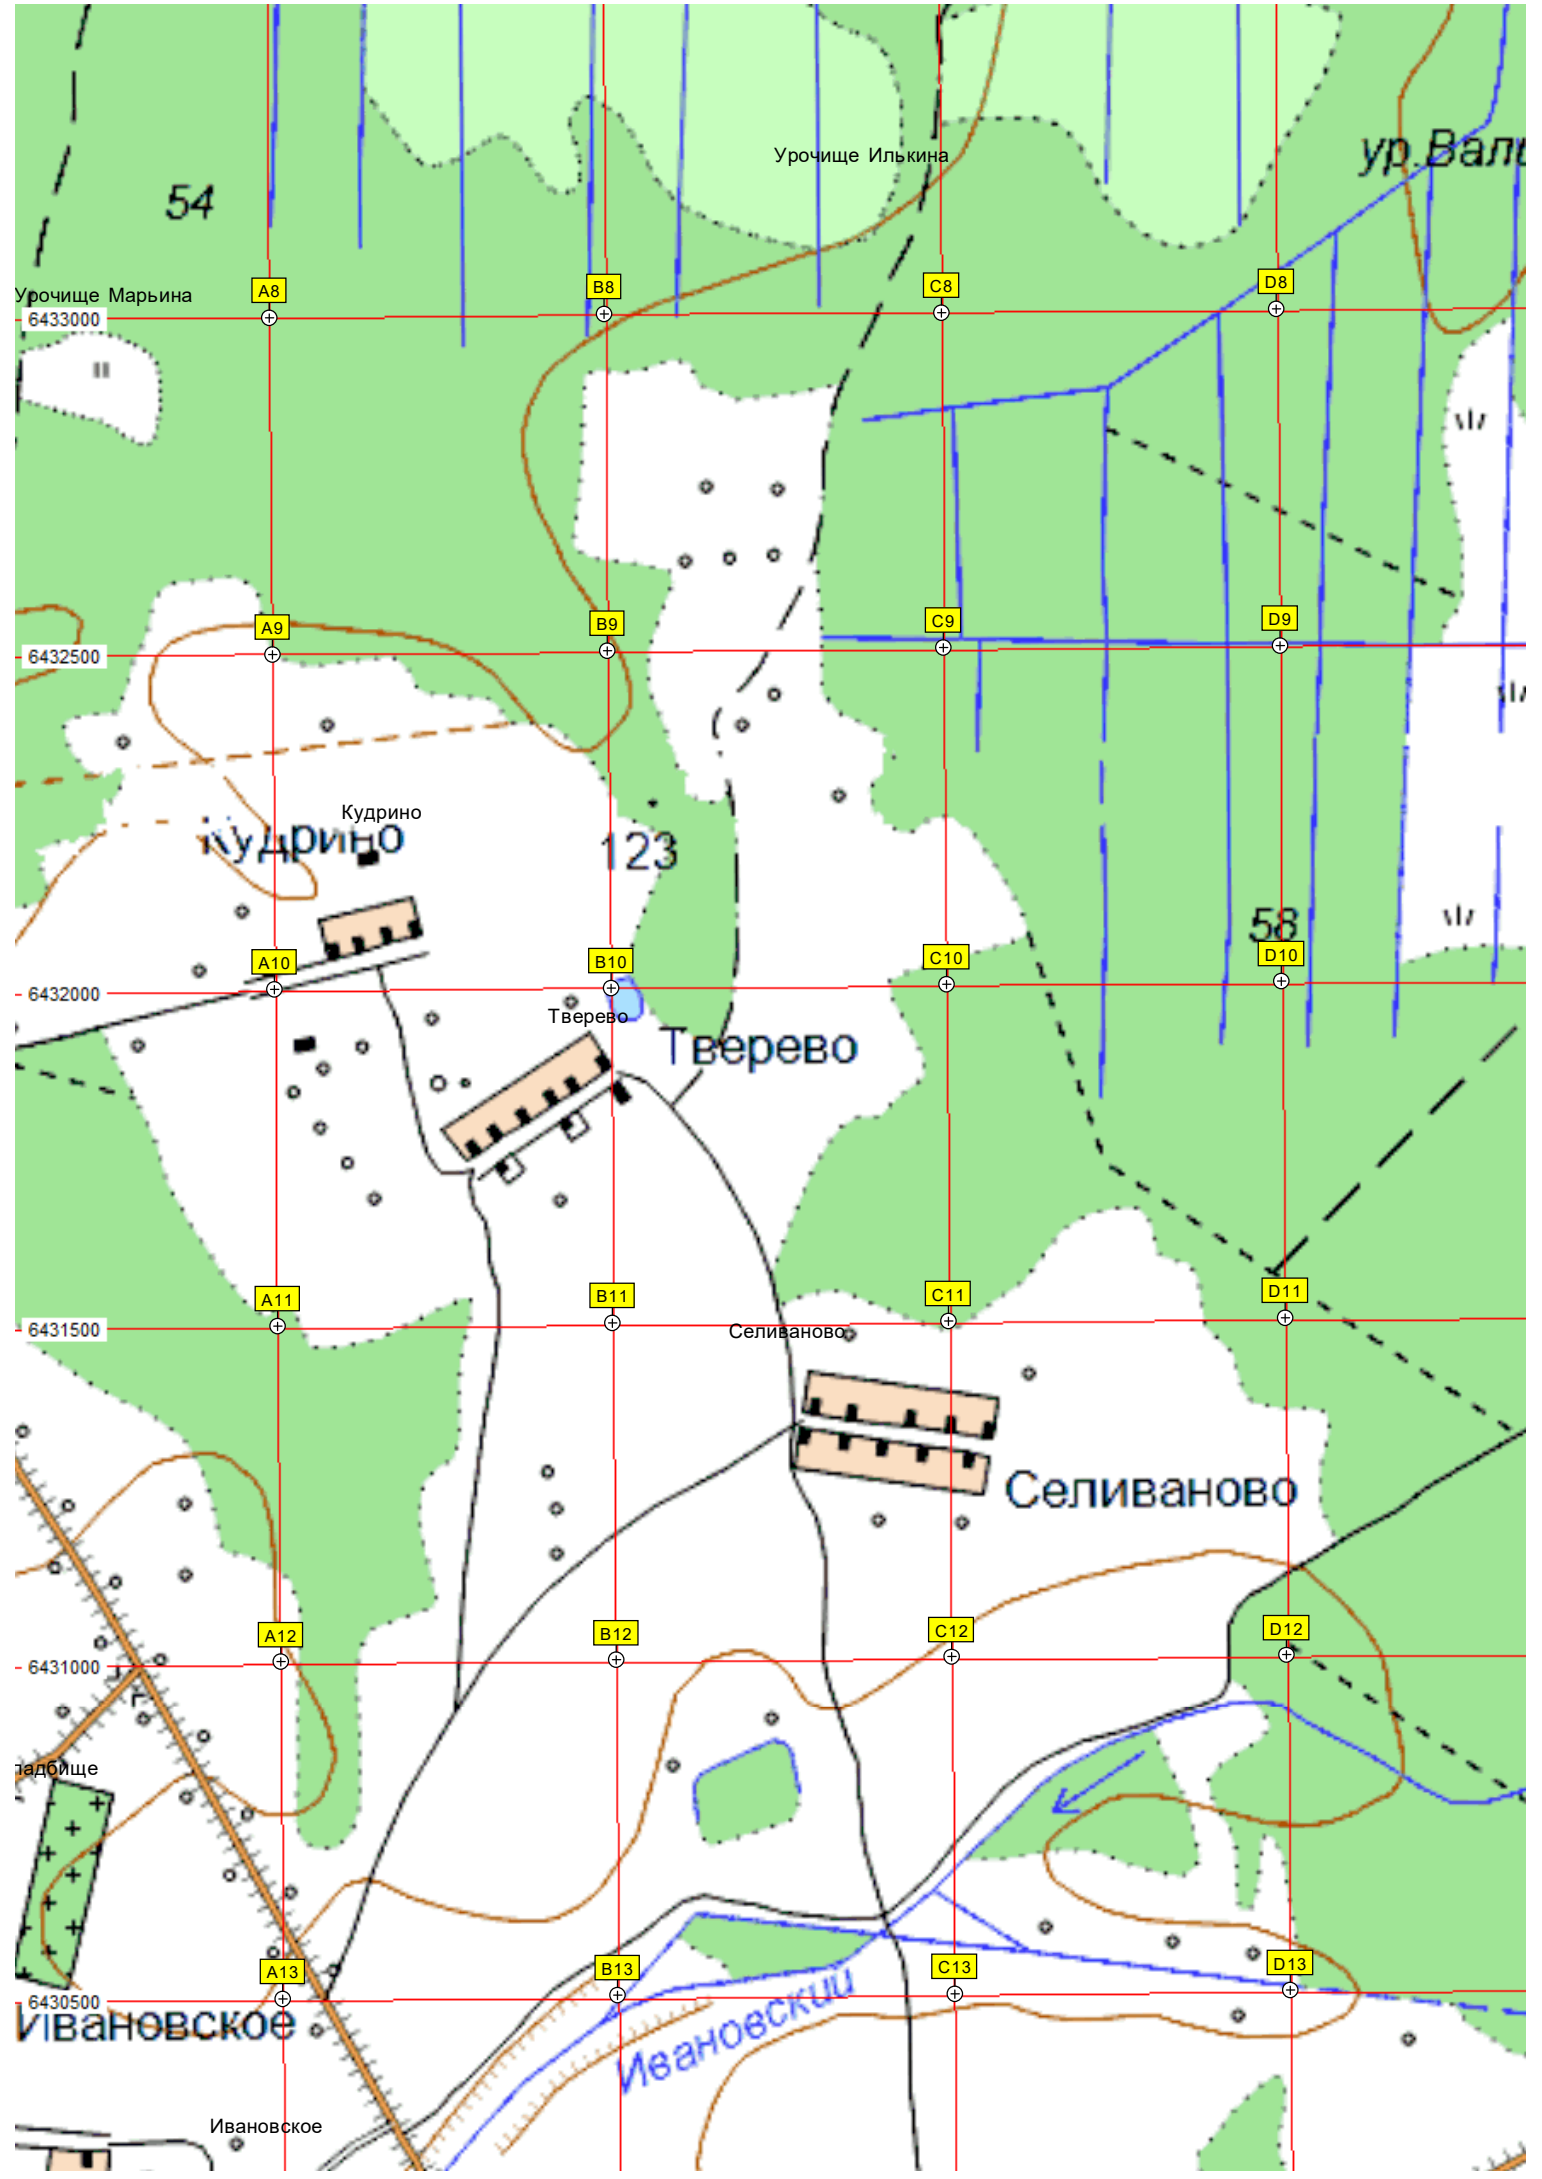 Урочище Илькина
ур.Валы
54
A8
B8
C8
D8
Урочище Марьина
6433000
A9
B9
C9
D9
6432500
Кудрино
Кудрино
123
58
A10
B10
C10
D10
6432000
Тверево
Тверево
A11
B11
C11
D11
6431500
Селиваново
Селиваново
A12
B12
C12
D12
6431000
ладбище
A13
B13
C13
D13
6430500
Ивановское
Ивановский
Ивановское